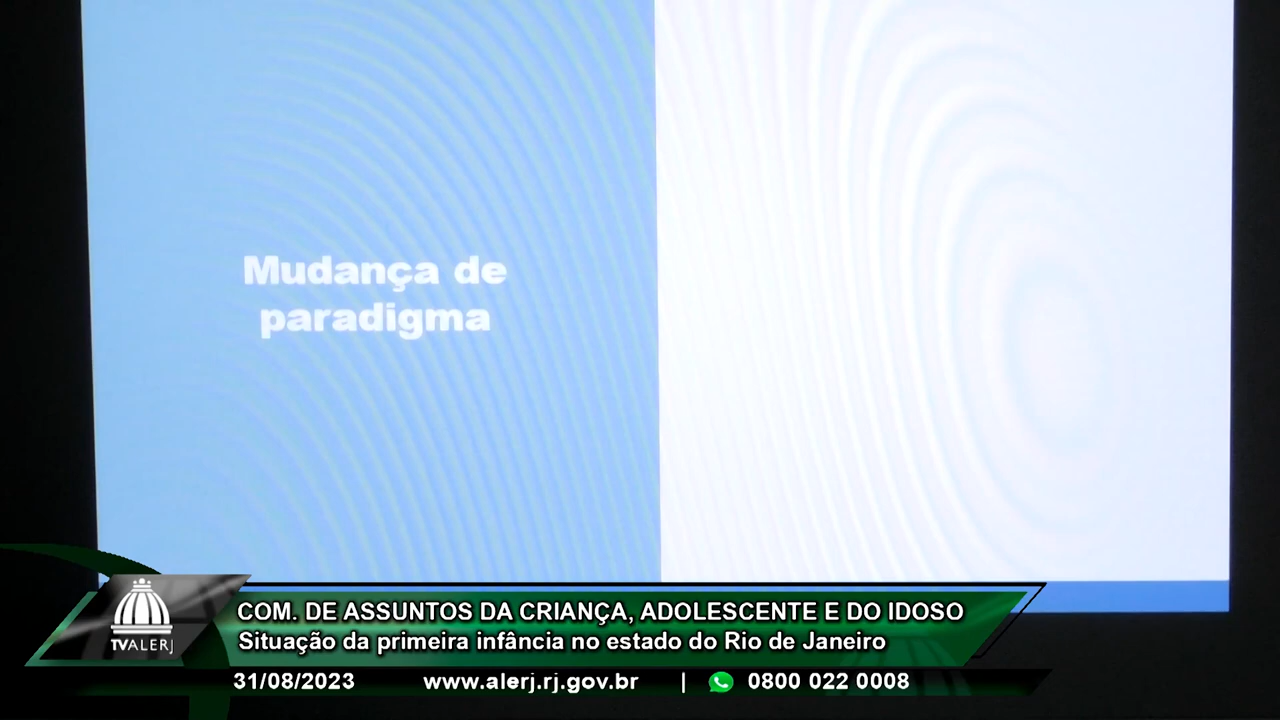 Mudança de
paradigma
COM. DE ASSUNTOS DA CRIANÇA, ADOLESCENTE E DO IDOSO
Situação da primeira infância no estado do Rio de Janeiro
TVALERJ
31/08/2023 www.alerj.rj.gov.br | 0800 022 0008